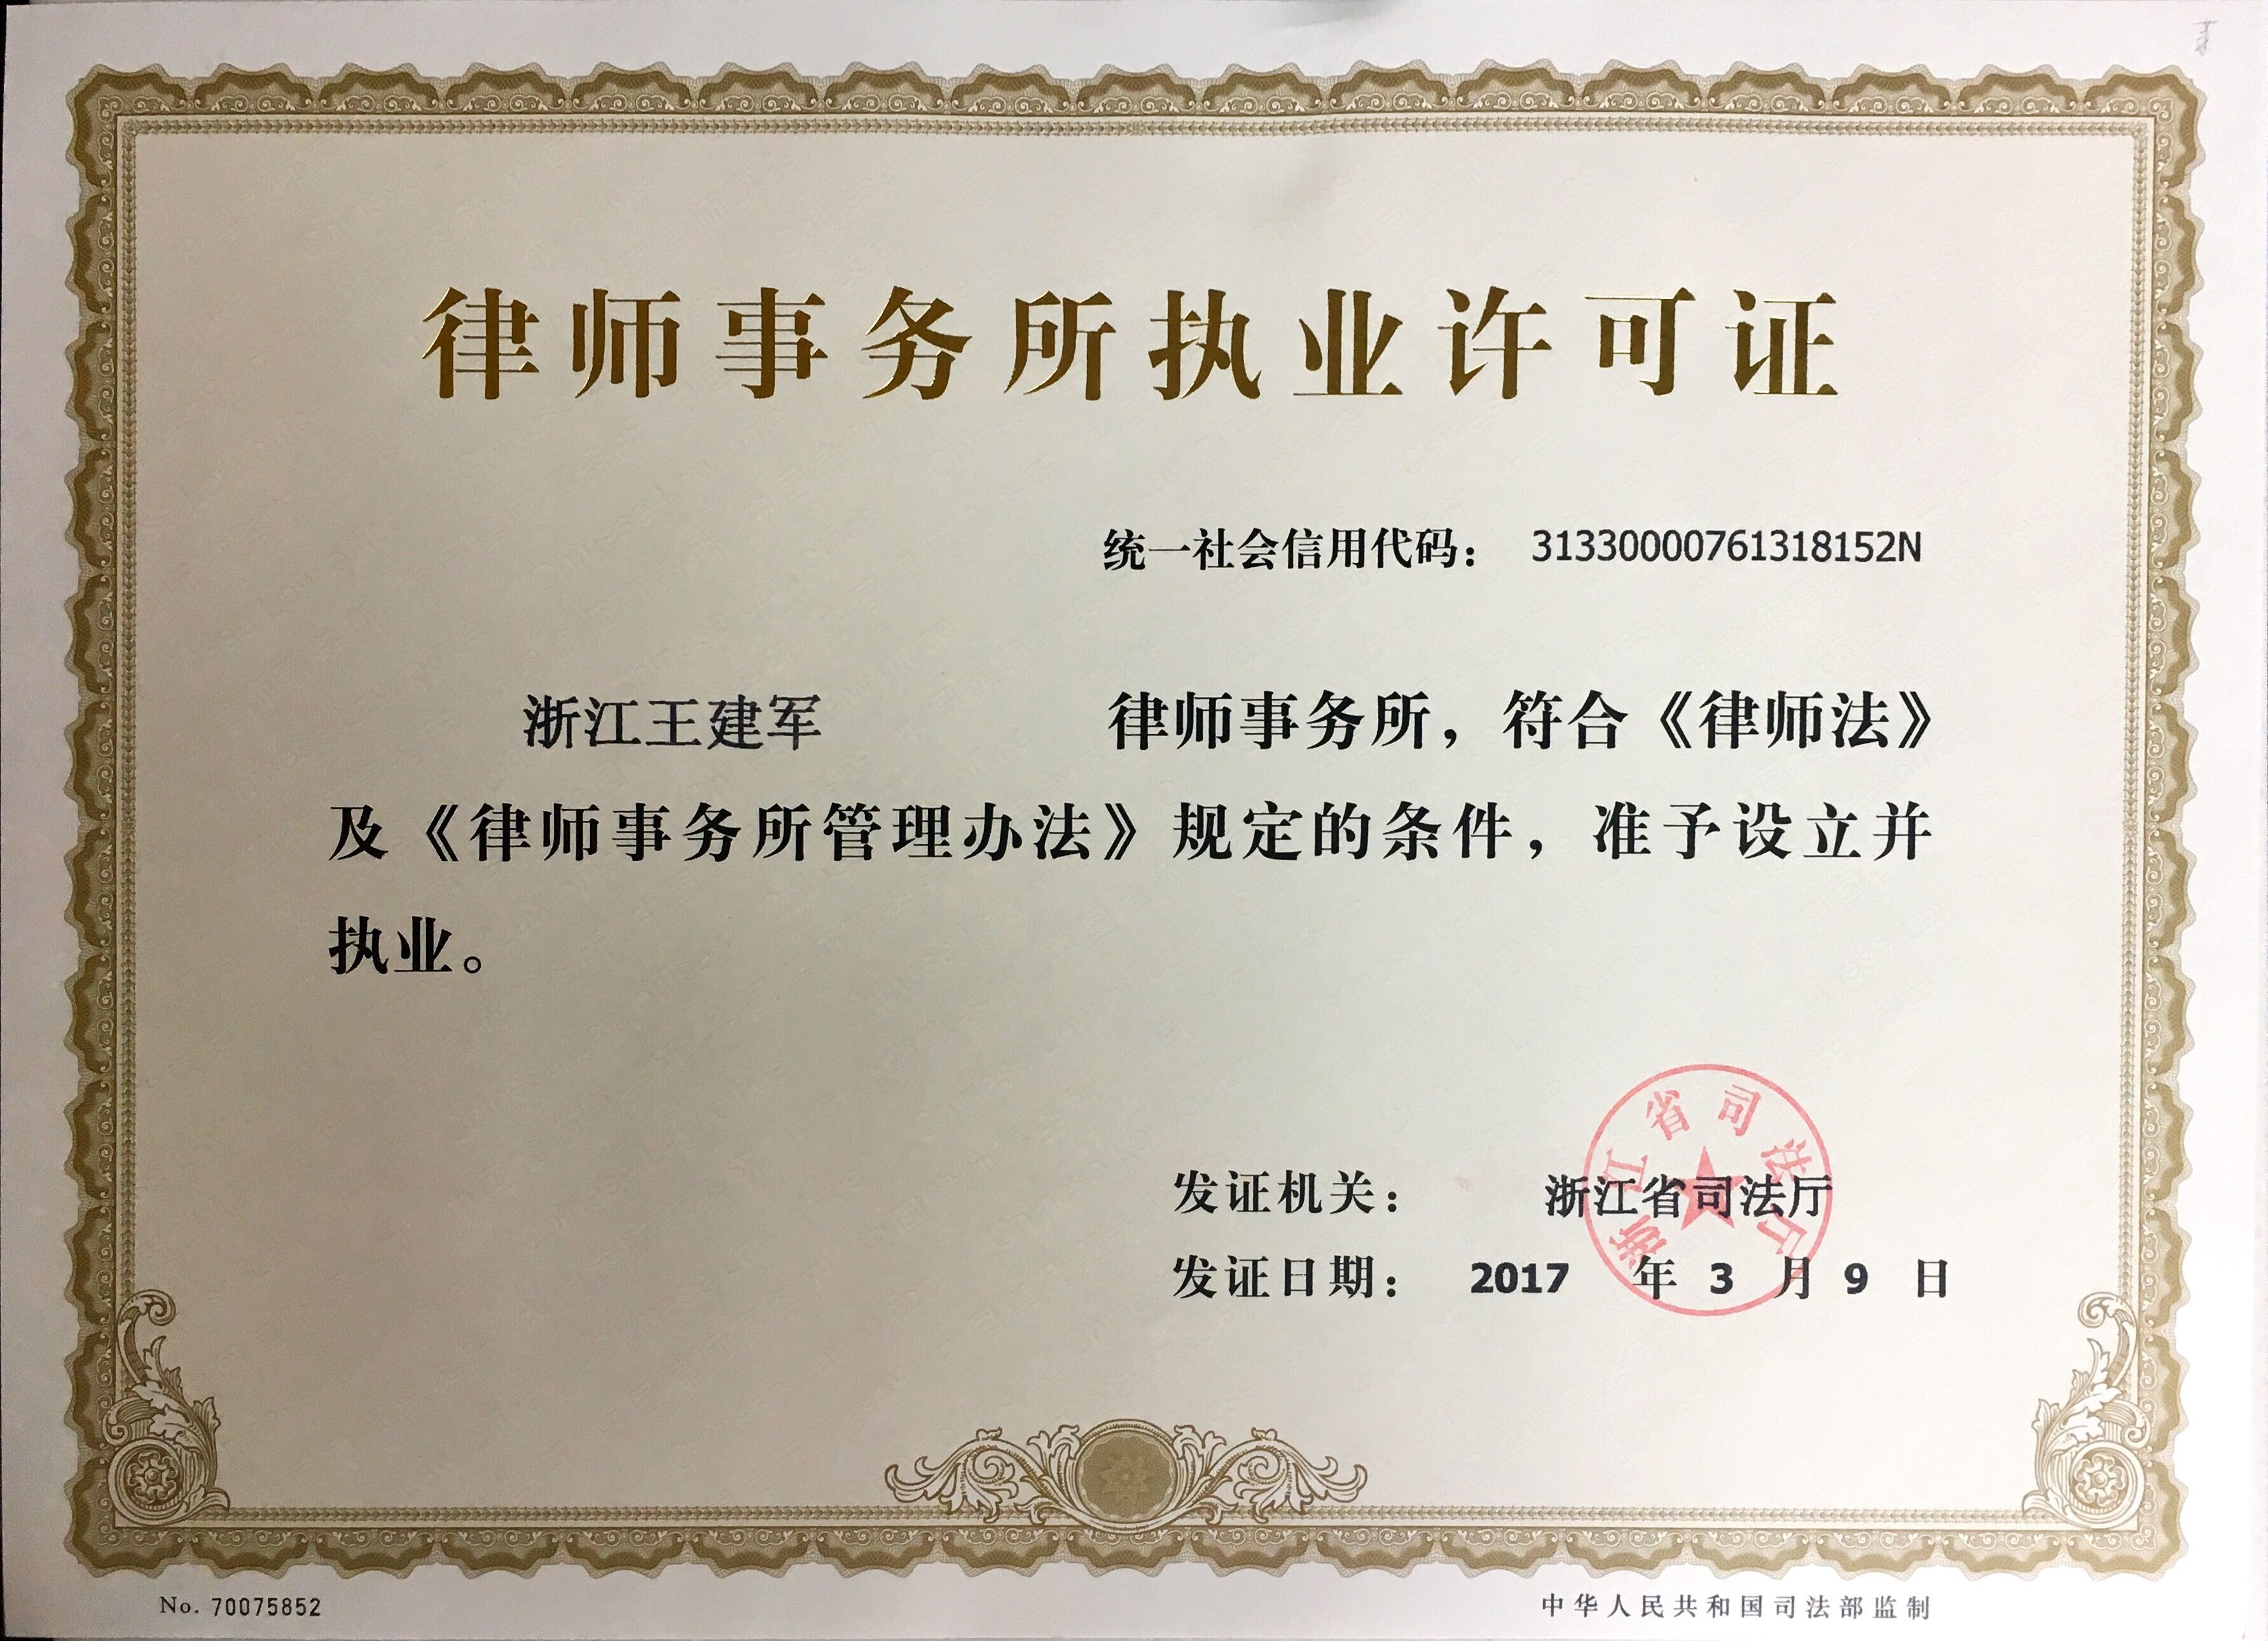 律师事务所执业许可证
统一社会信用代码： 31330000761318152N
浙江王建军 律师事务所，符合《律师法》
及《律师事务所管理办法》规定的条件，准予设立并
执业。
发证机关： 浙江省司法厅
浙江省司法厅
发证日期： 2017 年 3 月 9 日
No. 70075852
中华人民共和国司法部监制